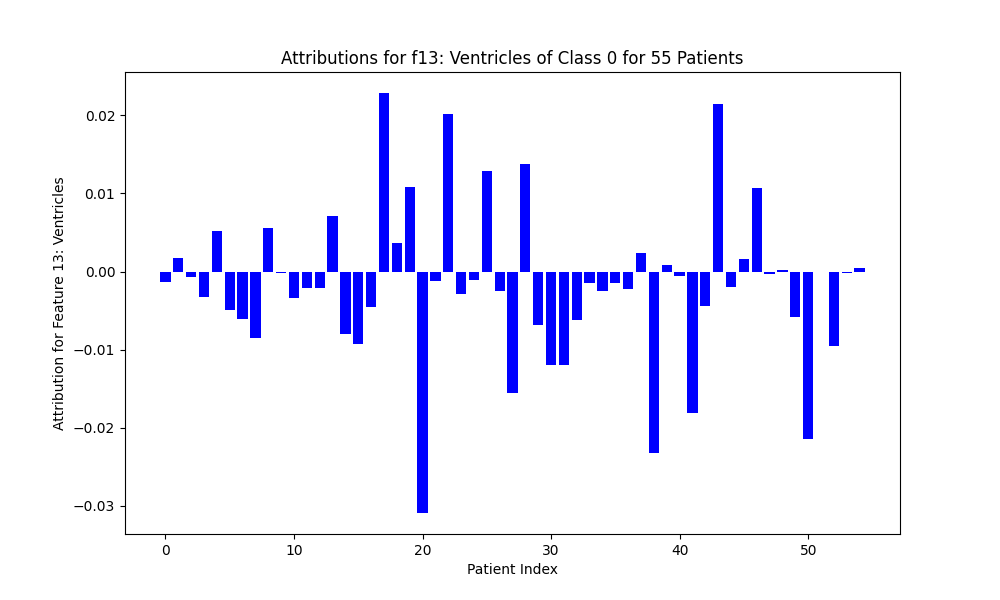 Attributions for f13: Ventricles of Class 0 for 55 Patients
Attribution for Feature 13: Ventricles
0.02
0.01
0.00
−0.01
−0.02
−0.03
0 10 20 30 40 50
Patient Index